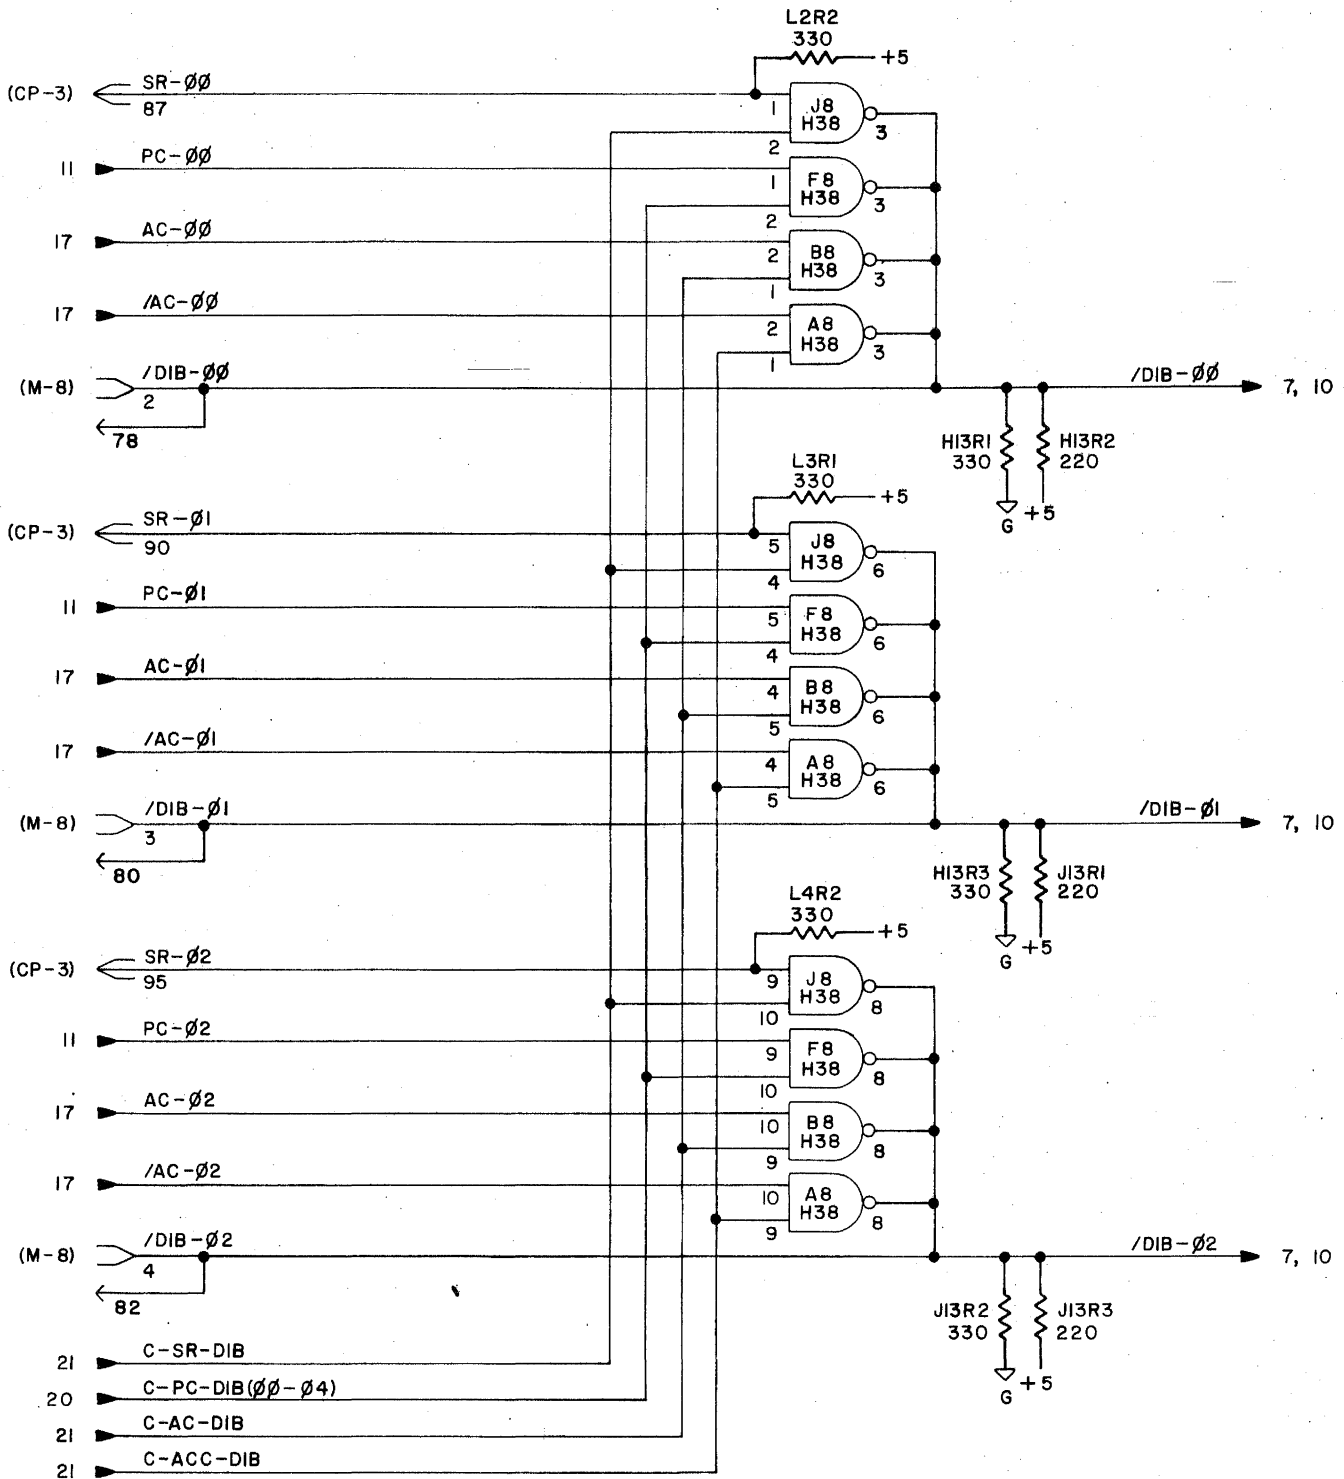 L2R2
330
+5
(CP-3) SR-ØØ
87
1 J8
H38 3
2
11 PC-ØØ
1 F8
H38 3
2
17 AC-ØØ
2 B8
H38 3
1
17 /AC-ØØ
2 A8
H38 3
1
(M-8) /DIB-ØØ
2
78
/DIB-ØØ 7, 10
H13R1
330
H13R2
220
G +5
L3R1
330
+5
(CP-3) SR-Ø1
90
5 J8
H38 6
4
11 PC-Ø1
5 F8
H38 6
4
17 AC-Ø1
4 B8
H38 6
5
17 /AC-Ø1
4 A8
H38 6
5
(M-8) /DIB-Ø1
3
80
/DIB-Ø1 7, 10
H13R3
330
J13R1
220
G +5
L4R2
330
+5
(CP-3) SR-Ø2
95
9 J8
H38 8
10
11 PC-Ø2
9 F8
H38 8
10
17 AC-Ø2
10 B8
H38 8
9
17 /AC-Ø2
10 A8
H38 8
9
(M-8) /DIB-Ø2
4
82
/DIB-Ø2 7, 10
J13R2
330
J13R3
220
G +5
21 C-SR-DIB
20 C-PC-DIB(ØØ-Ø4)
21 C-AC-DIB
21 C-ACC-DIB